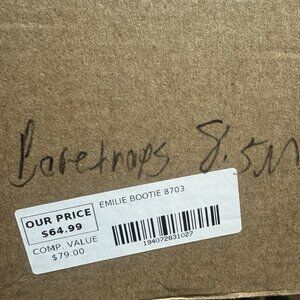 Baretraps 8.5M
EMILIE BOOTIE 8703
OUR PRICE
$64.99
COMP. VALUE
$79.00
194072831027